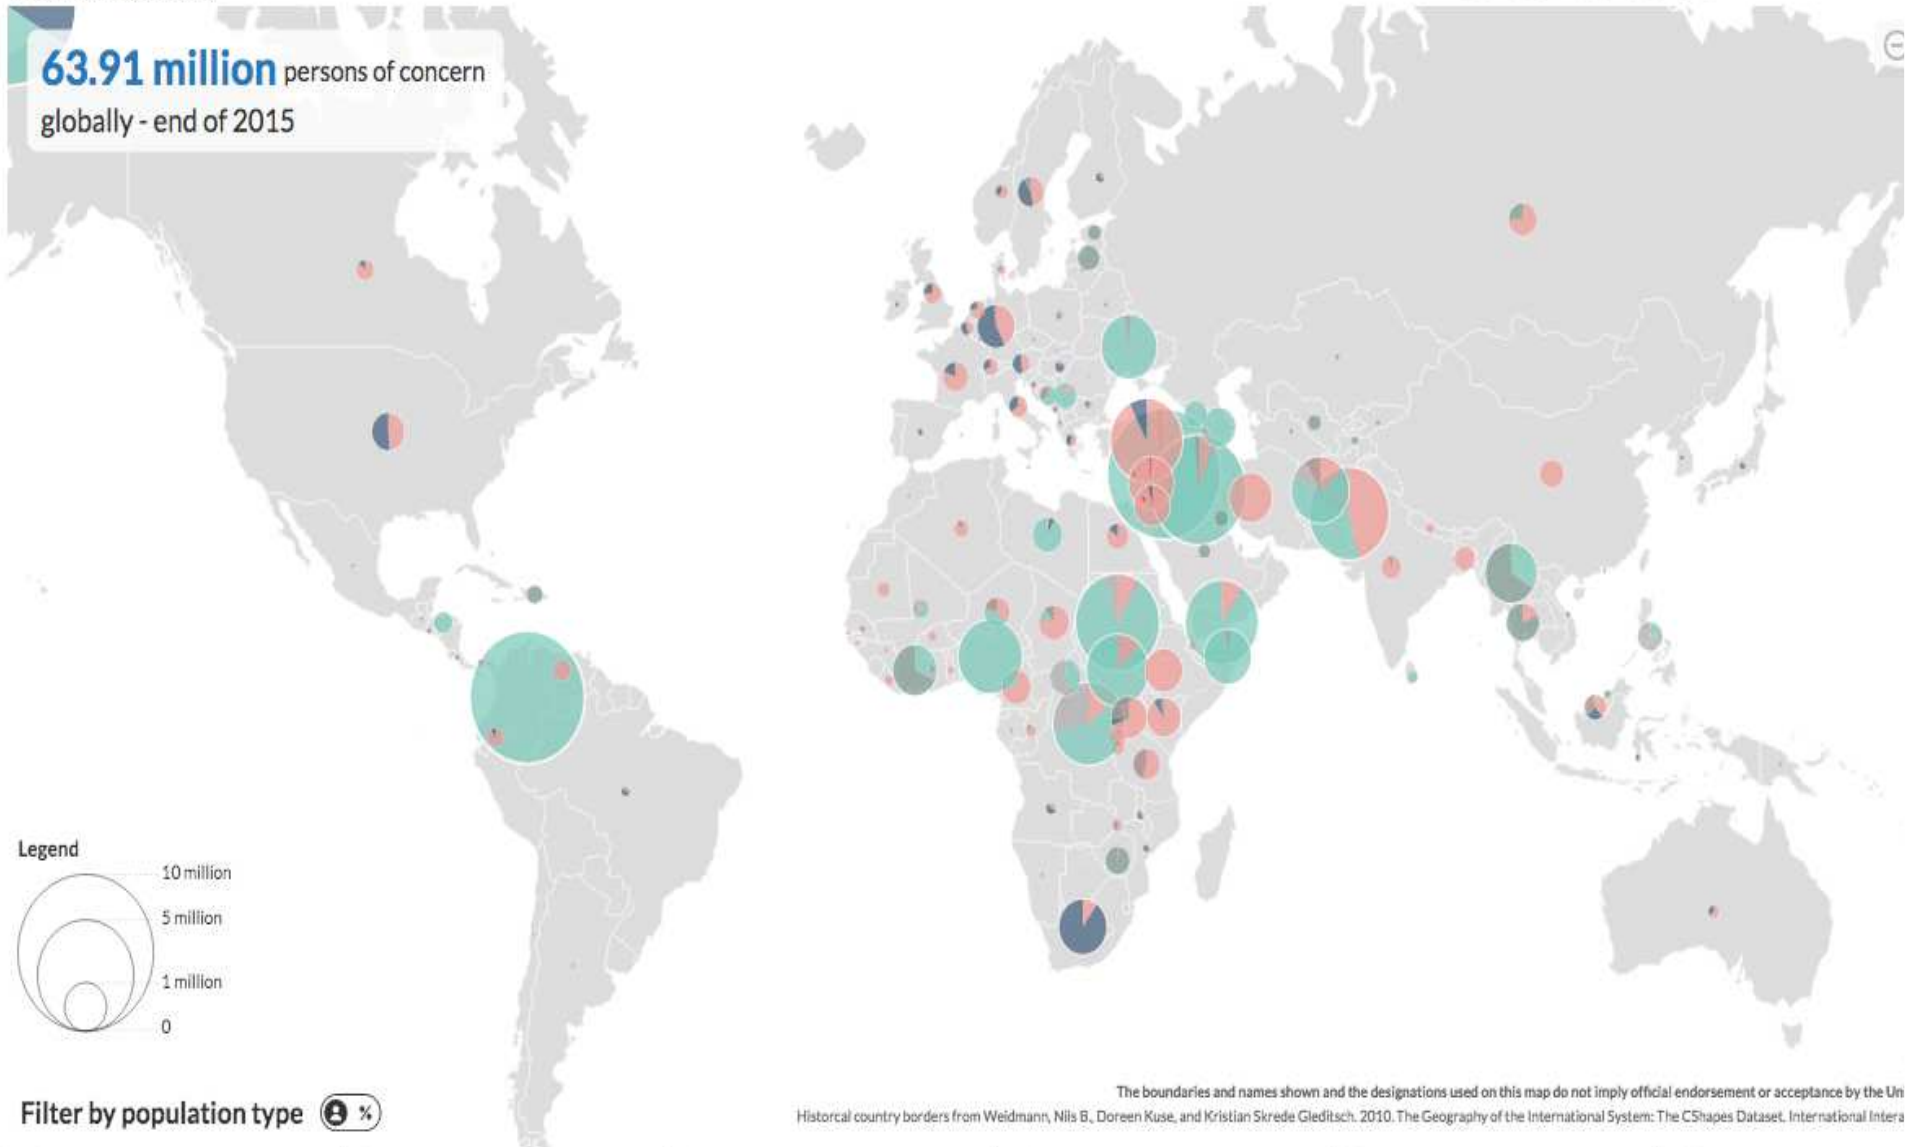 63.91 million persons of concern
globally - end of 2015
Legend
10 million
5 million
1 million
0
Filter by population type %
The boundaries and names shown and the designations used on this map do not imply official endorsement or acceptance by the Un
Historcal country borders from Weidmann, Nils B., Doreen Kuse, and Kristian Skrede Gleditsch. 2010. The Geography of the International System: The CShapes Dataset. International Intera